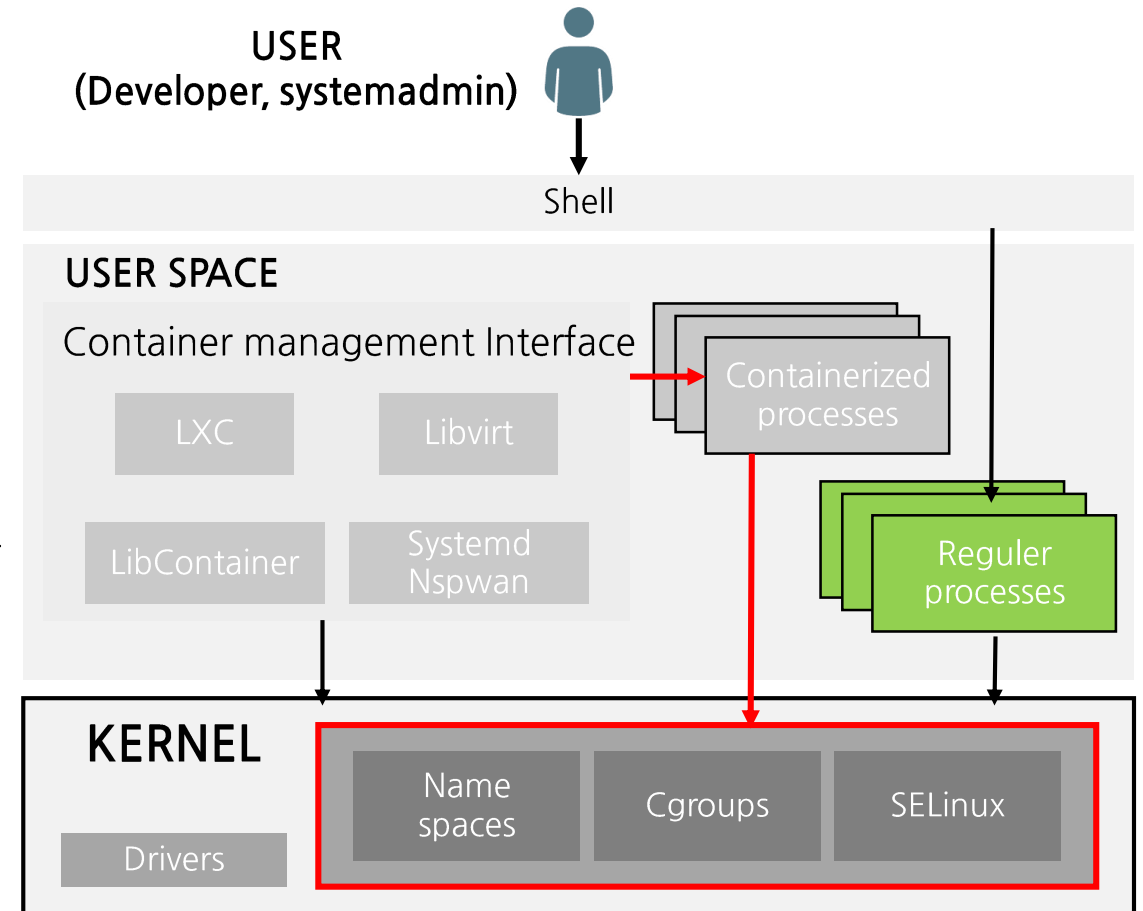 USER
(Developer, systemadmin)
Shell
USER SPACE
Container management Interface
LXC
Libvirt
LibContainer
Systemd
Nspwan
Containerized
processes
Reguler
processes
KERNEL
Name
spaces
Cgroups
SELinux
Drivers